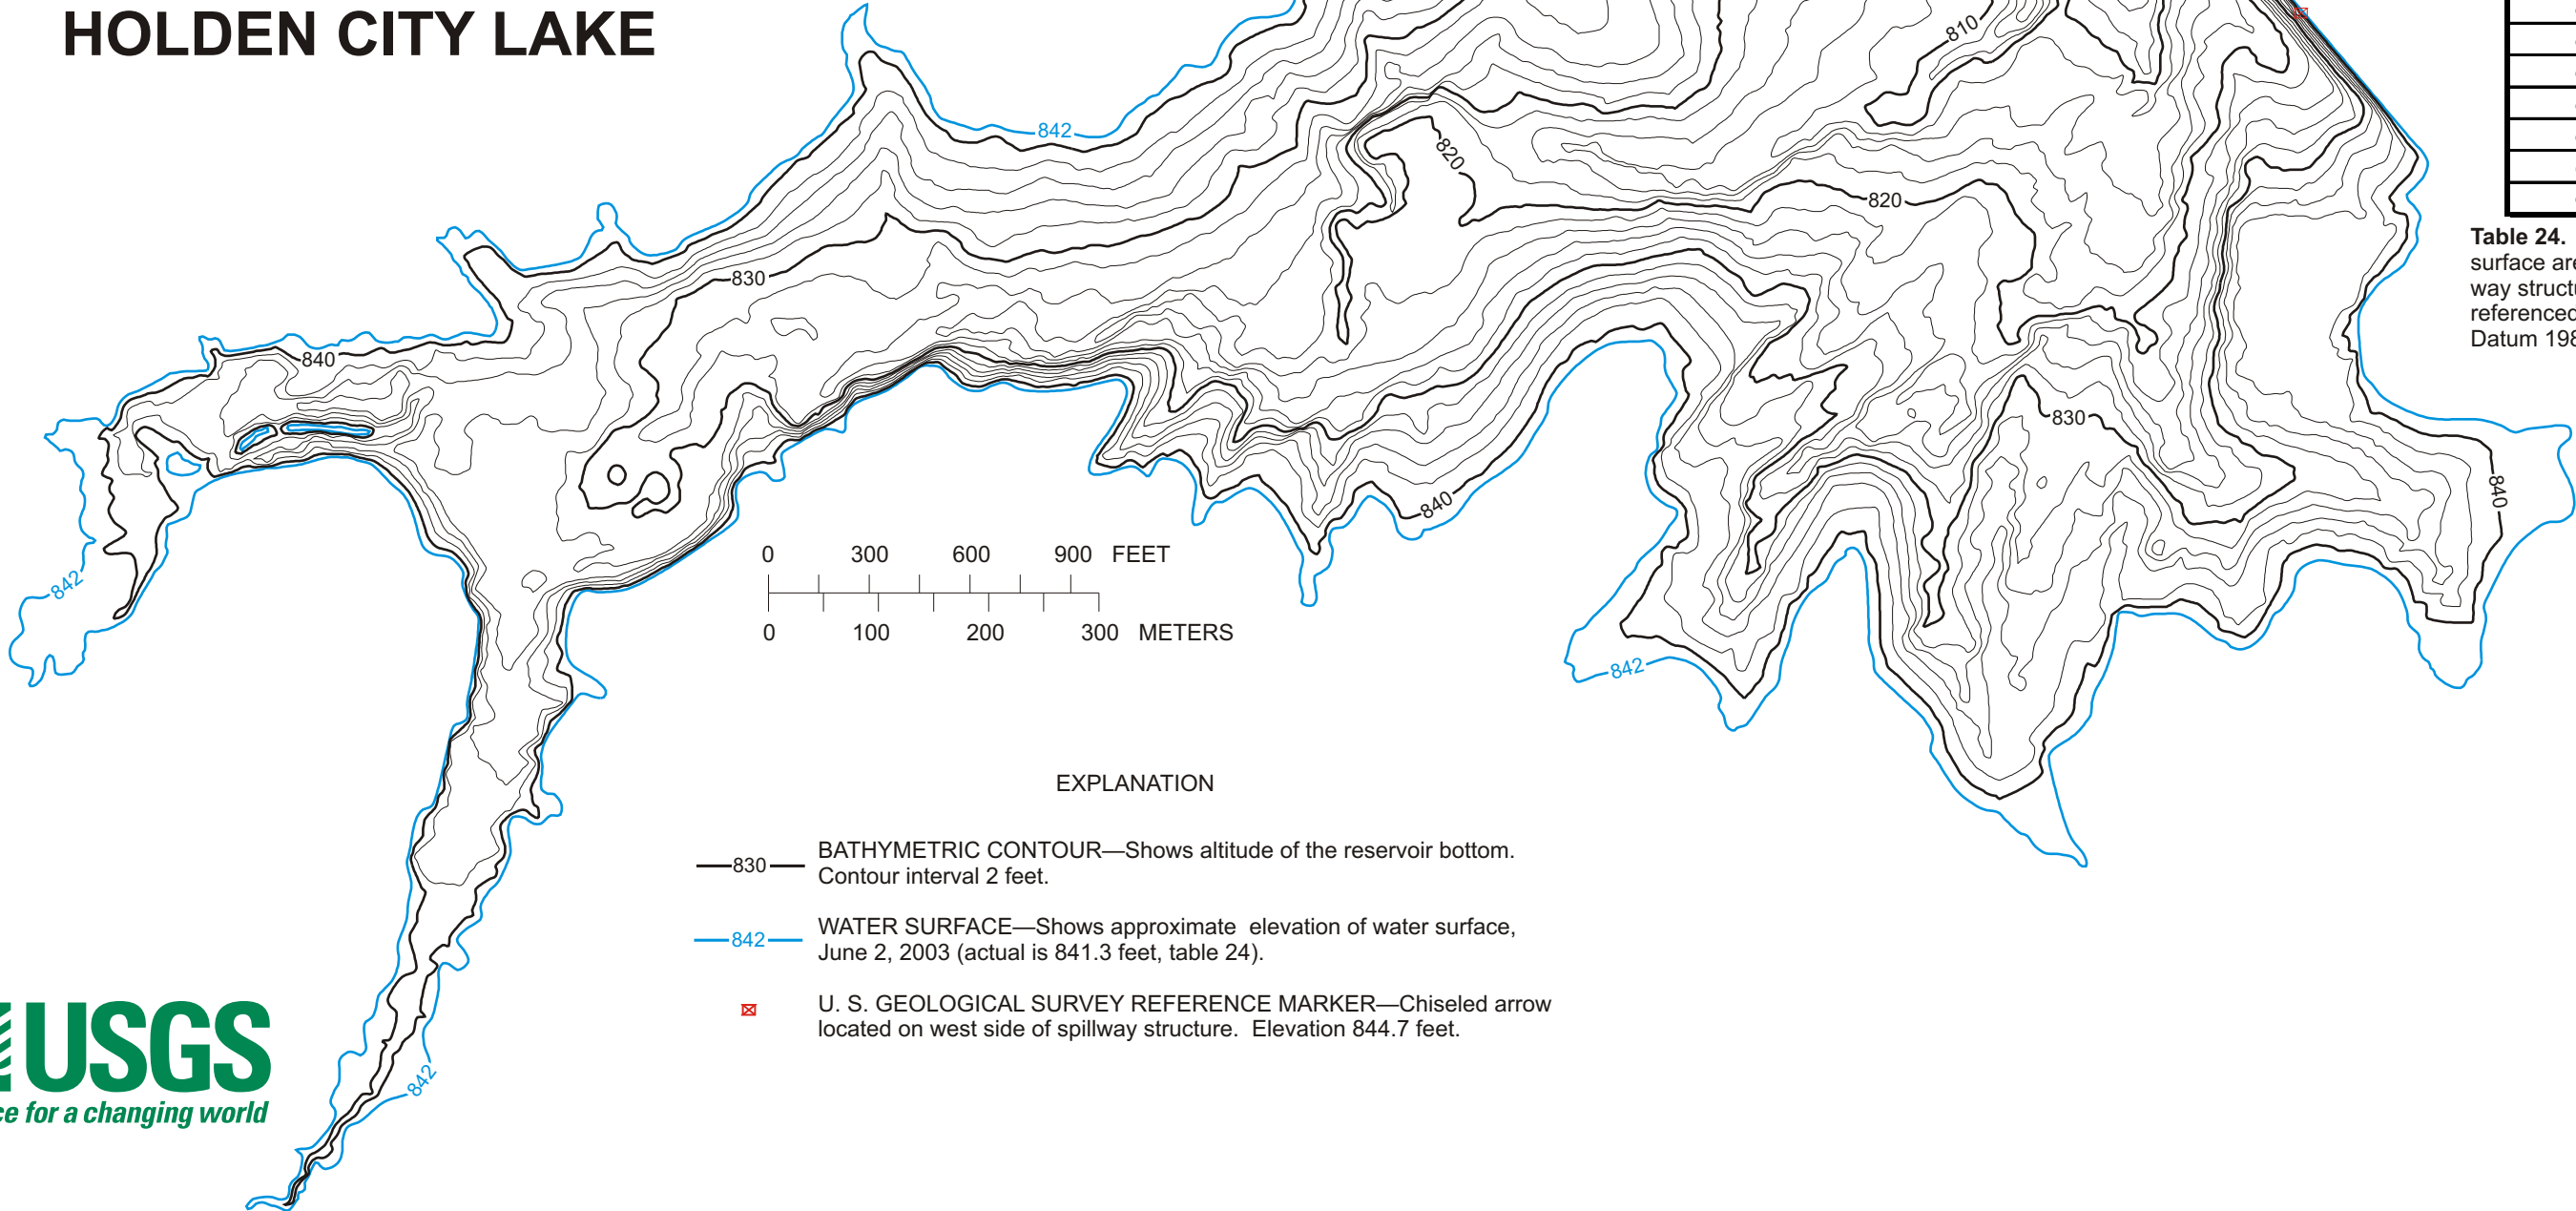 HOLDEN CITY LAKE
810
842
820
820
830
840
830
840
840
842
842
842
Table 24.
surface
way
referenced
Datum
0 300 600 900 FEET
0 100 200 300 METERS
EXPLANATION
830
BATHYMETRIC CONTOUR—Shows altitude of the reservoir bottom.
Contour interval 2 feet.
842
WATER SURFACE—Shows approximate elevation of water surface,
June 2, 2003 (actual is 841.3 feet, table 24).
U. S. GEOLOGICAL SURVEY REFERENCE MARKER—Chiseled arrow
located on west side of spillway structure. Elevation 844.7 feet.
USGS
for a changing world